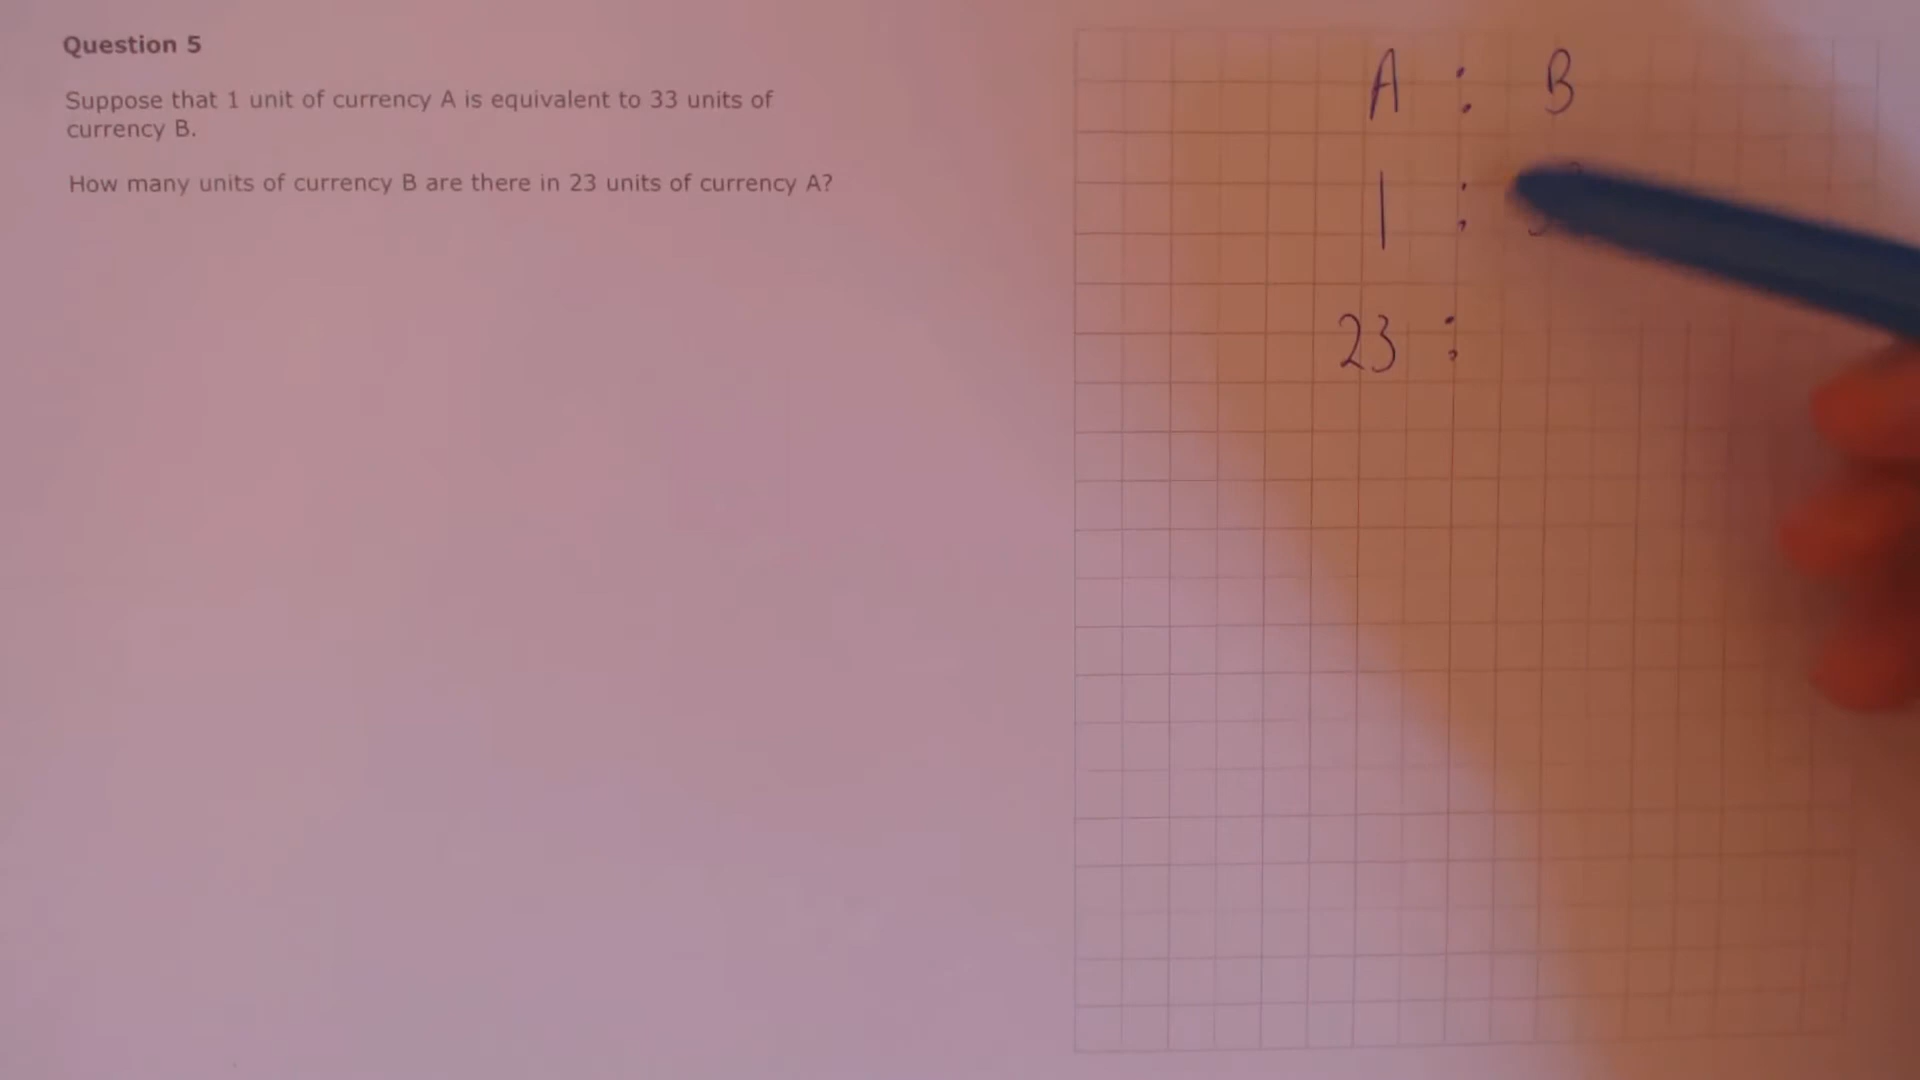 Question 5
Suppose that 1 unit of currency A is equivalent to 33 units of
currency B.
How many units of currency B are there in 23 units of currency A?
A : B
1 :
23 :